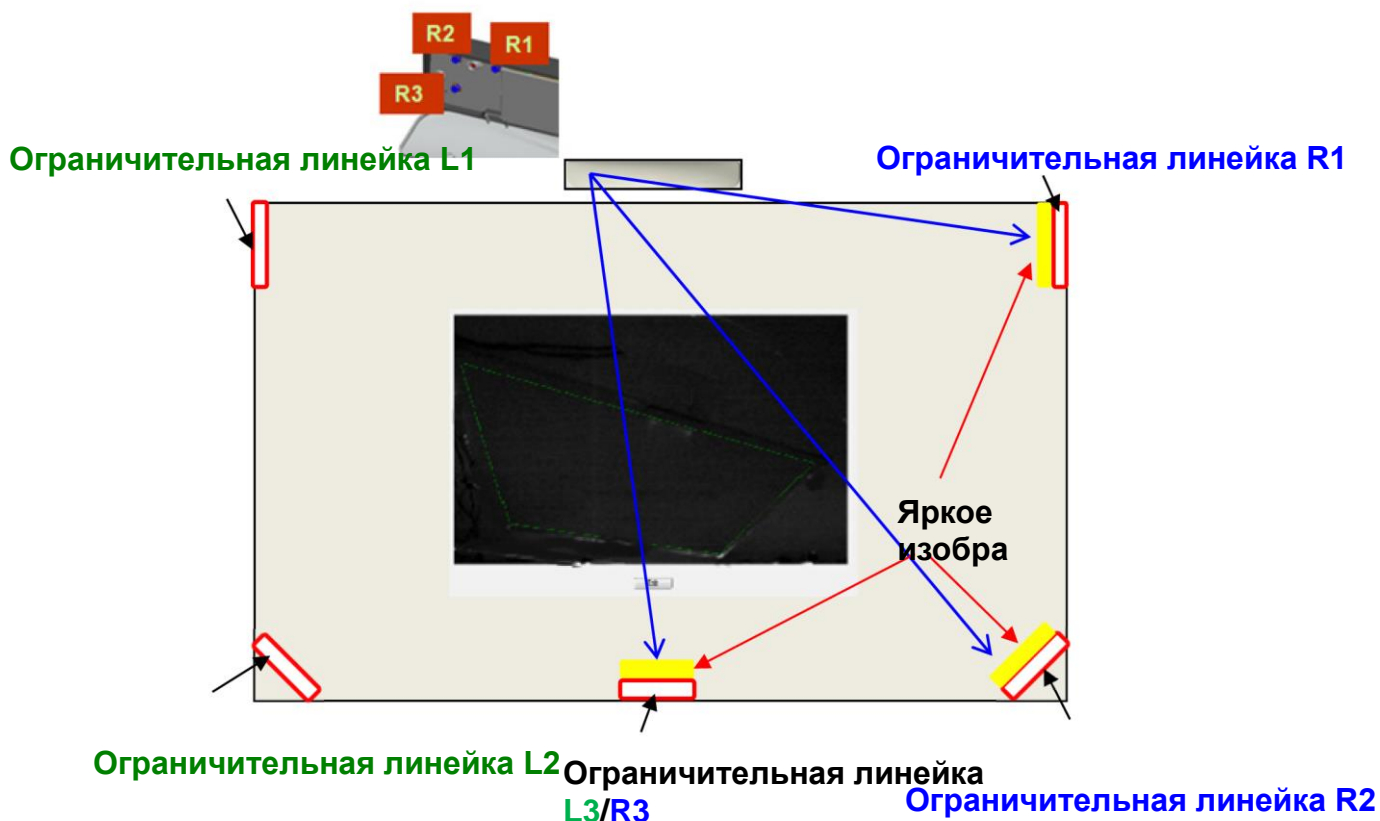 R2
R1
R3
Ограничительная линейка L1
Ограничительная линейка R1
Яркое
изобра
Ограничительная линейка L2
Ограничительная линейка
L3/R3
Ограничительная линейка R2